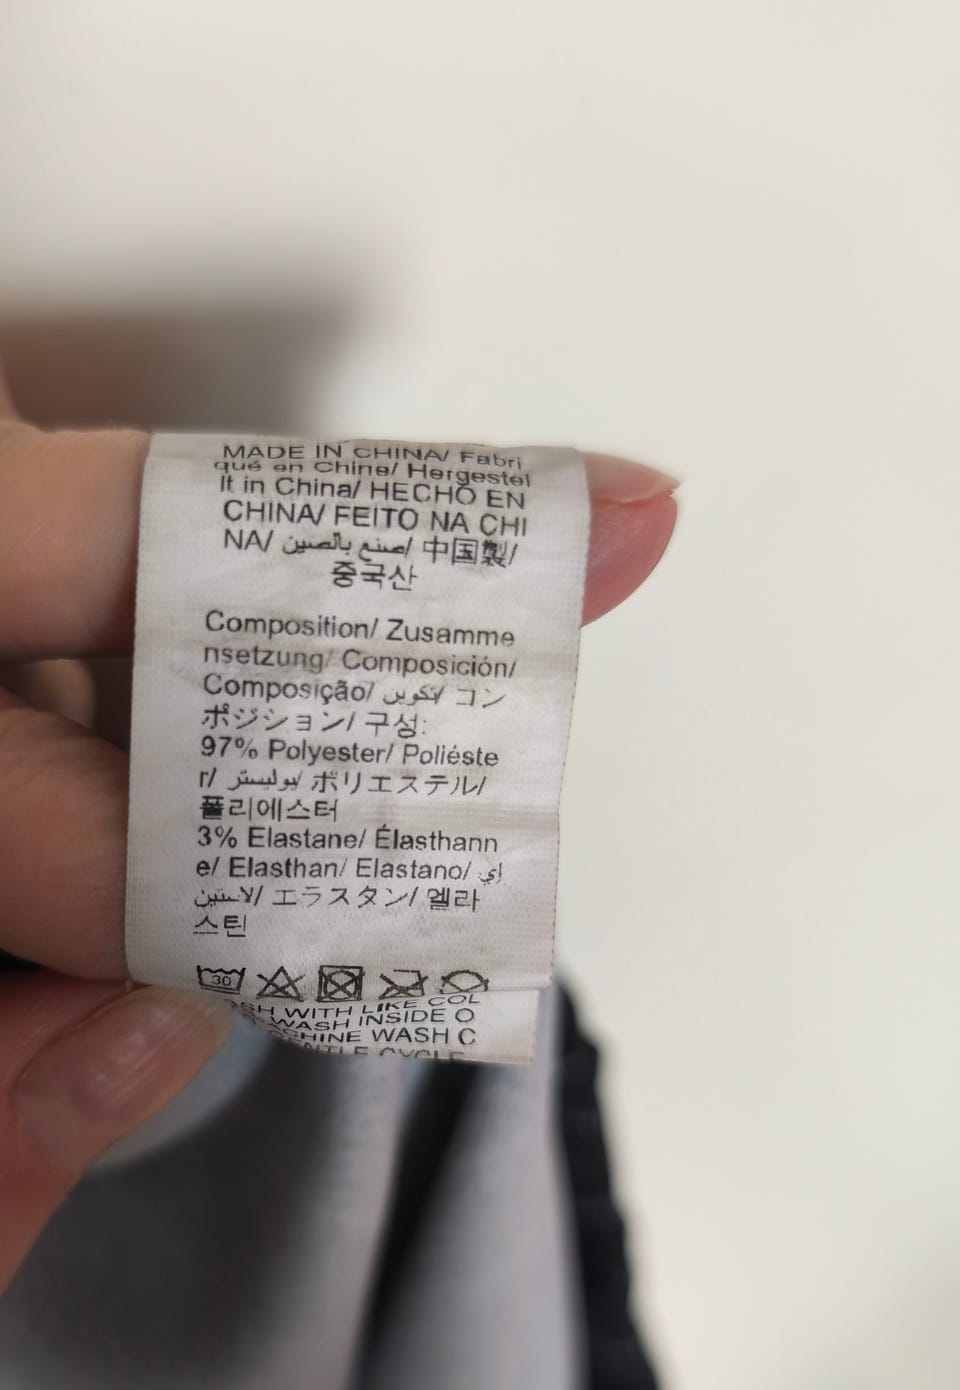 MADE IN CHINA/ Fabri
qué en Chine/ Hergestel
lt in China/ HECHO EN
CHINA/ FEITO NA CHI
NA/ صنع بالصين/ 中国製/
중국산
Composition/ Zusamme
nsetzung/ Composición/
Composição/ تكوين/ コン
ポジション/ 구성:
97% Polyester/ Poliéste
r/ بوليستر/ ポリエステル/
폴리에스터
3% Elastane/ Élasthann
e/ Elasthan/ Elastano/ إي
لاستين/ エラスタン/ 엘라
스틴
30
WITH LIKE COL
WASH INSIDE O
WASH C
CYCLE